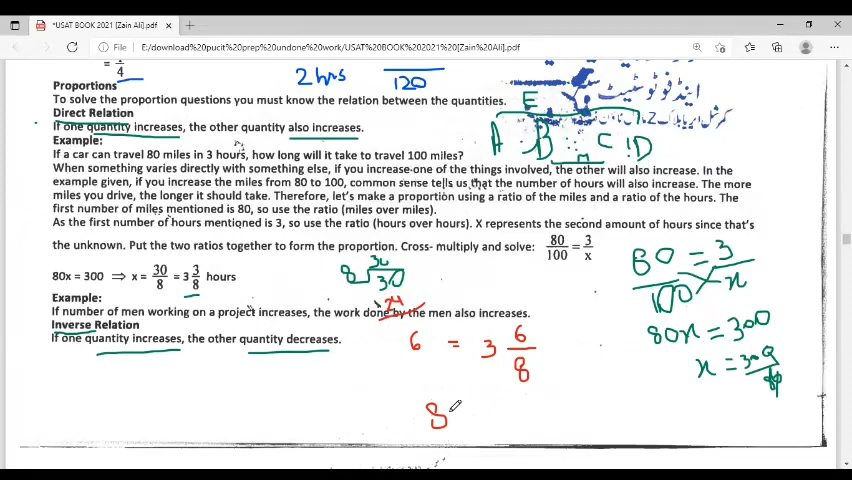 *USAT BOOK 2021 [Zain Ali].pdf
File E:/download%20pucit%20prep%20undone%20work/USAT%20BOOK%202021%20[Zain%20Ali].pdf
= 1/4
2 hrs
120
Proportions
To solve the proportion questions you must know the relation between the quantities.
Direct Relation
If one quantity increases, the other quantity also increases.
E
A B C D
M
Example:
If a car can travel 80 miles in 3 hours, how long will it take to travel 100 miles?
When something varies directly with something else, if you increase one of the things involved, the other will also increase. In the
example given, if you increase the miles from 80 to 100, common sense tells us that the number of hours will also increase. The more
miles you drive, the longer it should take. Therefore, let's make a proportion using a ratio of the miles and a ratio of the hours. The
first number of miles mentioned is 80, so use the ratio (miles over miles).
As the first number of hours mentioned is 3, so use the ratio (hours over hours). X represents the second amount of hours since that's
the unknown. Put the two ratios together to form the proportion. Cross- multiply and solve: 80/100 = 3/x
80x = 300 ⇒ x = 30/8 = 3 3/8 hours
8 30
30
24
80 = 3
100 x
80x = 300
x = 300
Example:
If number of men working on a project increases, the work done by the men also increases.
Inverse Relation
If one quantity increases, the other quantity decreases.
6 = 3 6/8
8